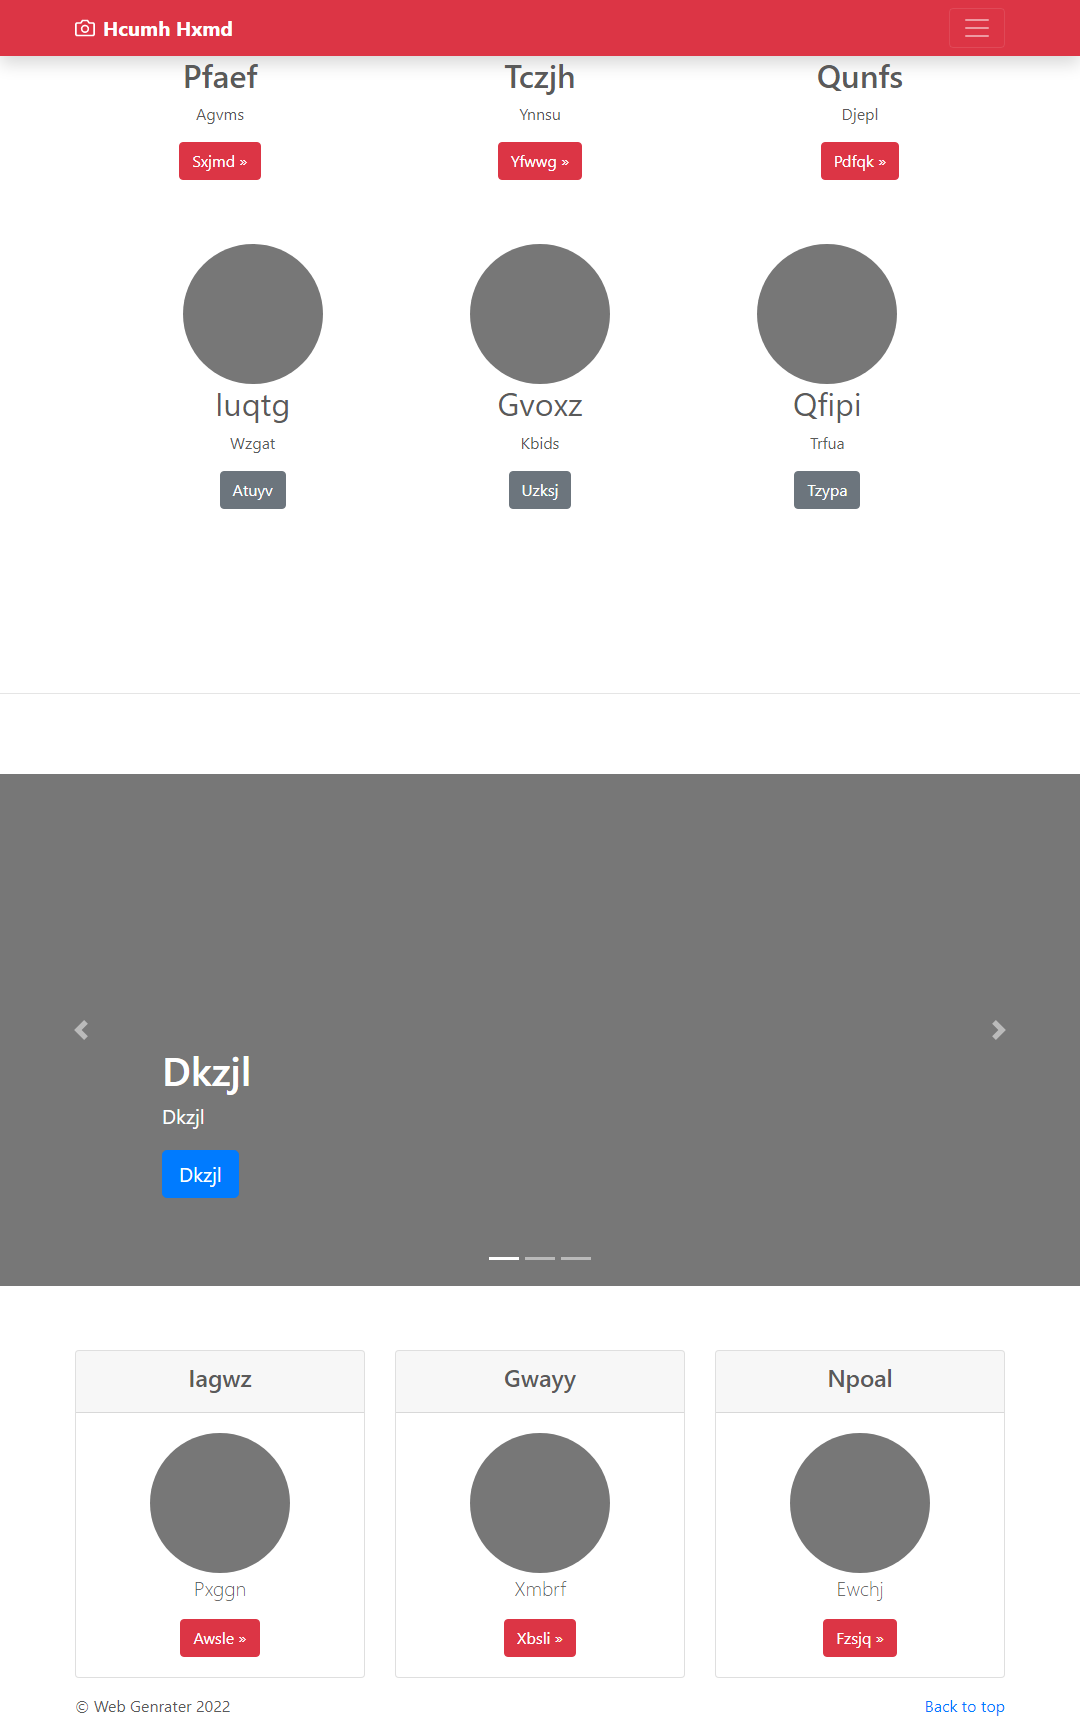 Hcumh Hxmd
Pfaef
Tczjh
Qunfs
Agvms
Ynnsu
Djepl
Sxjmd »
Yfwwg »
Pdfqk »
Iuqtg
Gvoxz
Qfipi
Wzgat
Kbids
Trfua
Atuyv
Uzksj
Tzypa
Dkzjl
Dkzjl
Dkzjl
Iagwz
Gwayy
Npoal
Pxggn
Xmbrf
Ewchj
Awsle »
Xbsli »
Fzsjq »
© Web Genrater 2022
Back to top